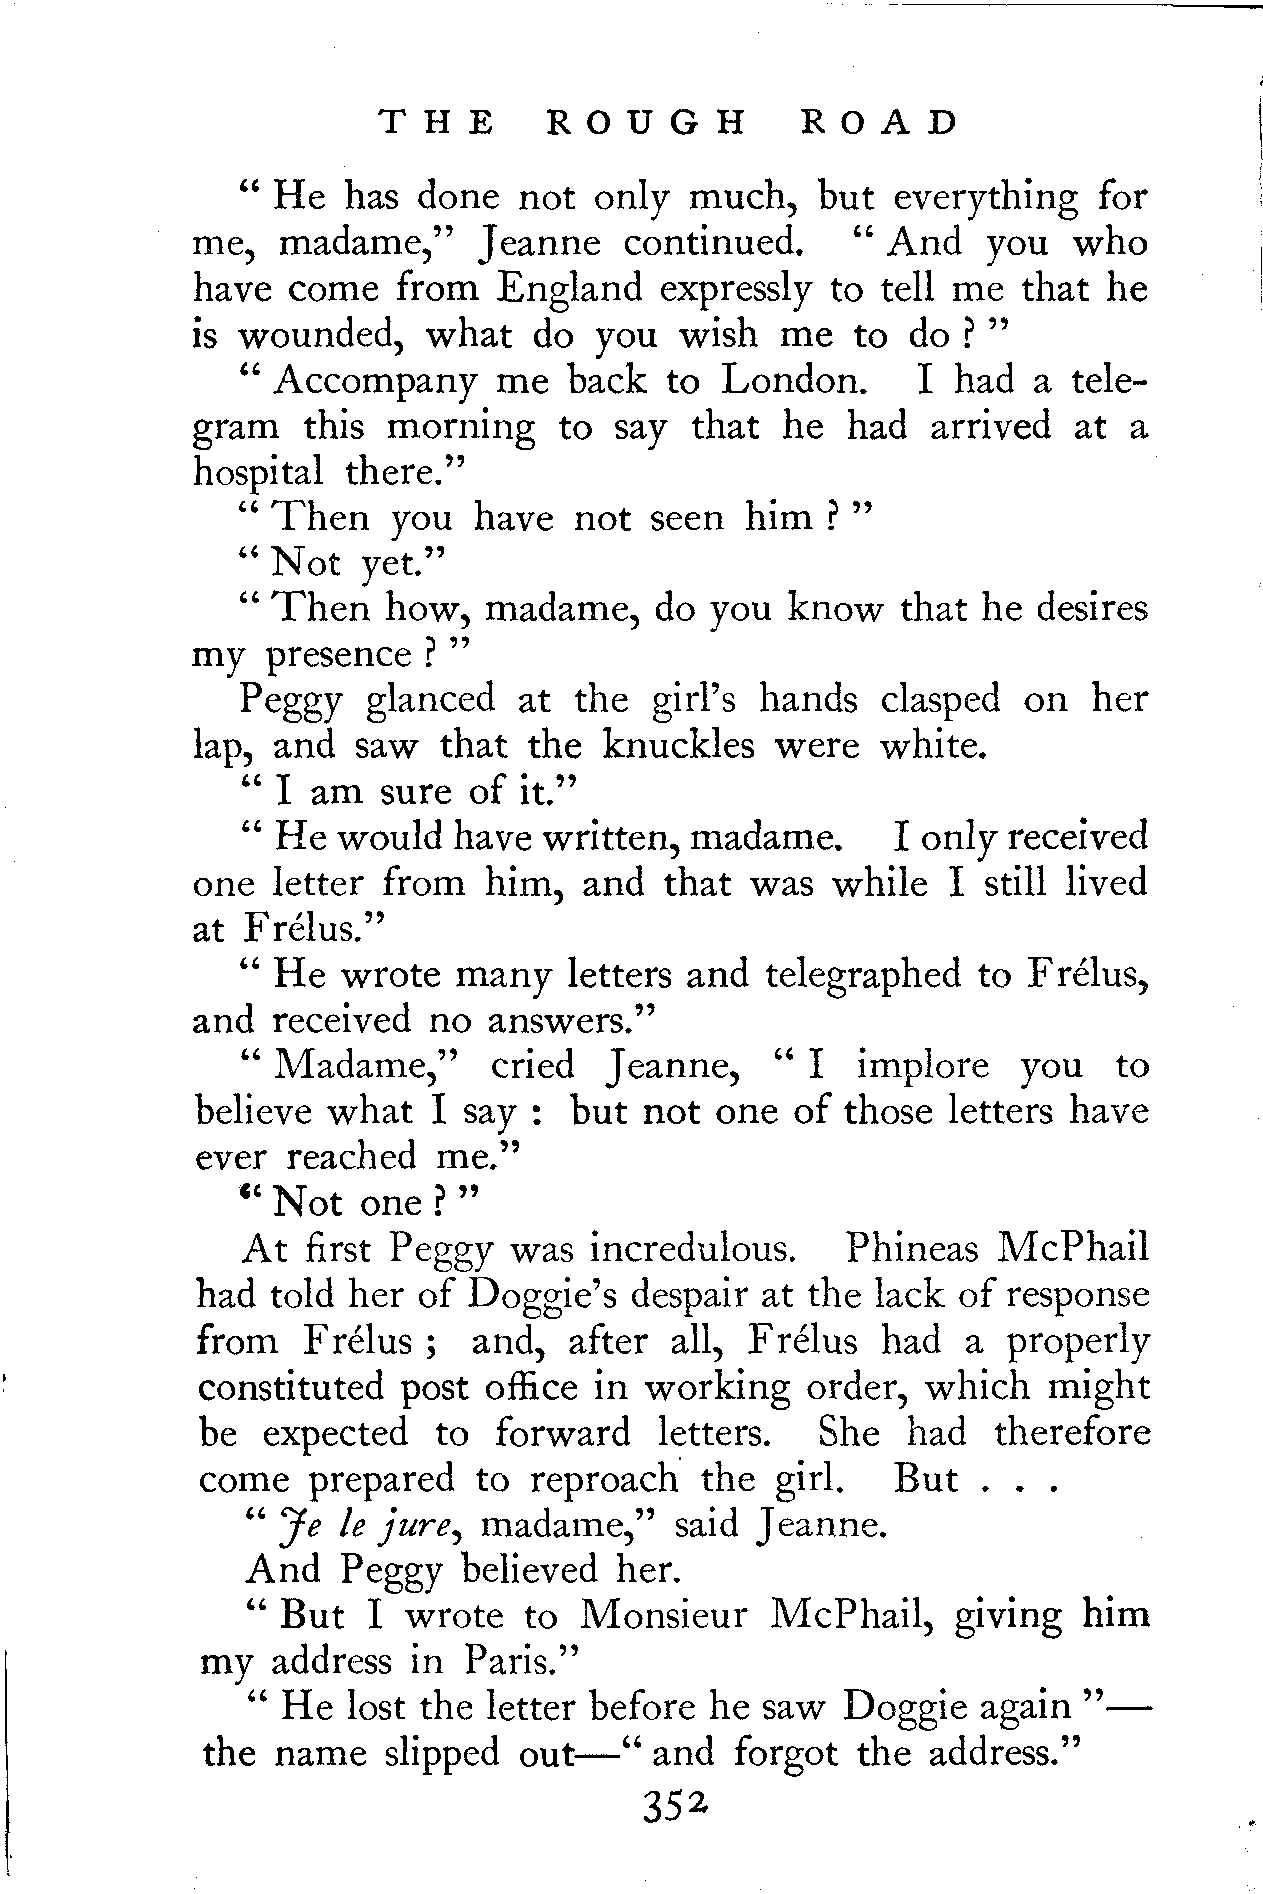 THE ROUGH ROAD
“ He has done not only much, but everything for
me, madame,” Jeanne continued. “ And you who
have come from England expressly to tell me that he
is wounded, what do you wish me to do ? ”
“ Accompany me back to London. I had a tele-
gram this morning to say that he had arrived at a
hospital there.”
“ Then you have not seen him ? ”
“ Not yet.”
“ Then how, madame, do you know that he desires
my presence ? ”
Peggy glanced at the girl’s hands clasped on her
lap, and saw that the knuckles were white.
“ I am sure of it.”
“ He would have written, madame. I only received
one letter from him, and that was while I still lived
at Frélus.”
“ He wrote many letters and telegraphed to Frélus,
and received no answers.”
“ Madame,” cried Jeanne, “ I implore you to
believe what I say : but not one of those letters have
ever reached me.”
“ Not one ? ”
At first Peggy was incredulous. Phineas McPhail
had told her of Doggie’s despair at the lack of response
from Frélus ; and, after all, Frélus had a properly
constituted post office in working order, which might
be expected to forward letters. She had therefore
come prepared to reproach the girl. But . . .
“ Je le jure, madame,” said Jeanne.
And Peggy believed her.
“ But I wrote to Monsieur McPhail, giving him
my address in Paris.”
“ He lost the letter before he saw Doggie again ”—
the name slipped out—“ and forgot the address.”
352